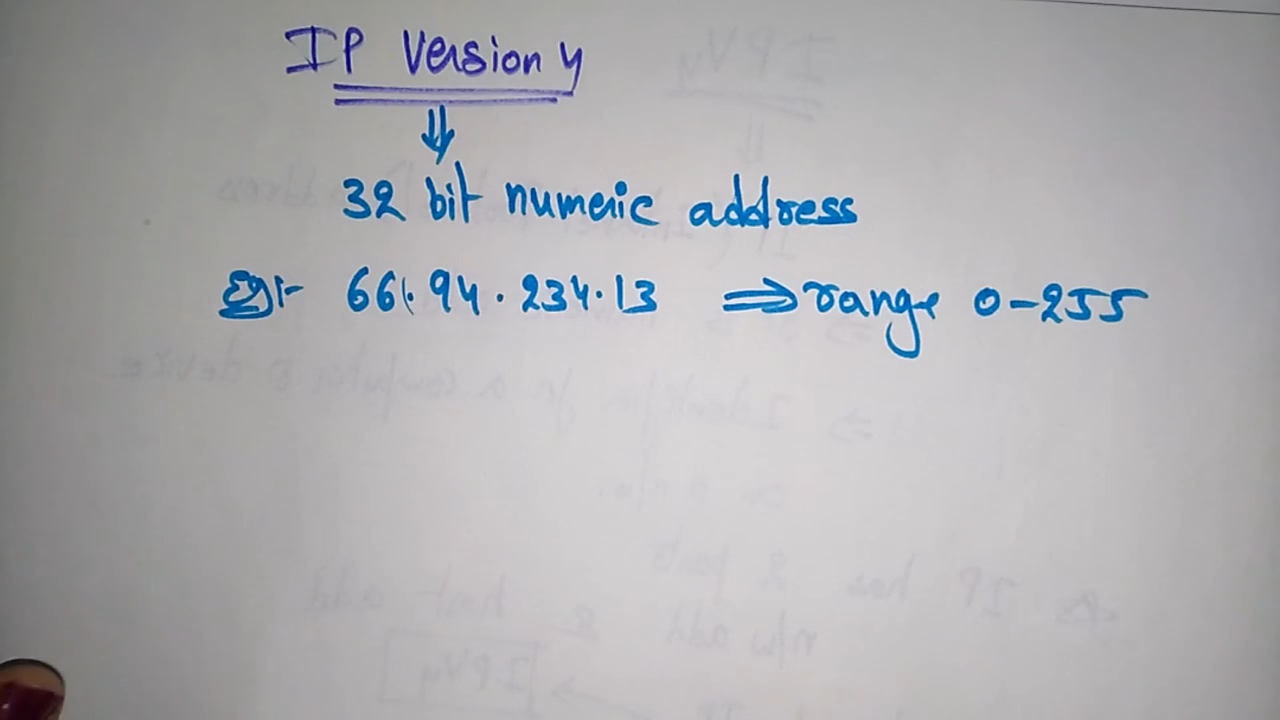 IP Version 4
⇓
32 bit numeric address
Eg:- 66.94.234.13 ⇒ range 0-255